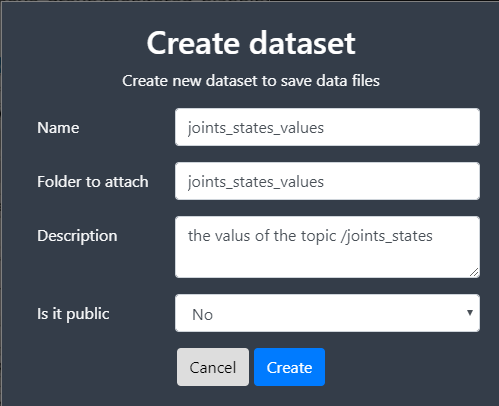 Create dataset
Create new dataset to save data files
Name joints_states_values
Folder to attach joints_states_values
Description the valus of the topic /joints_states
Is it public No
Cancel Create